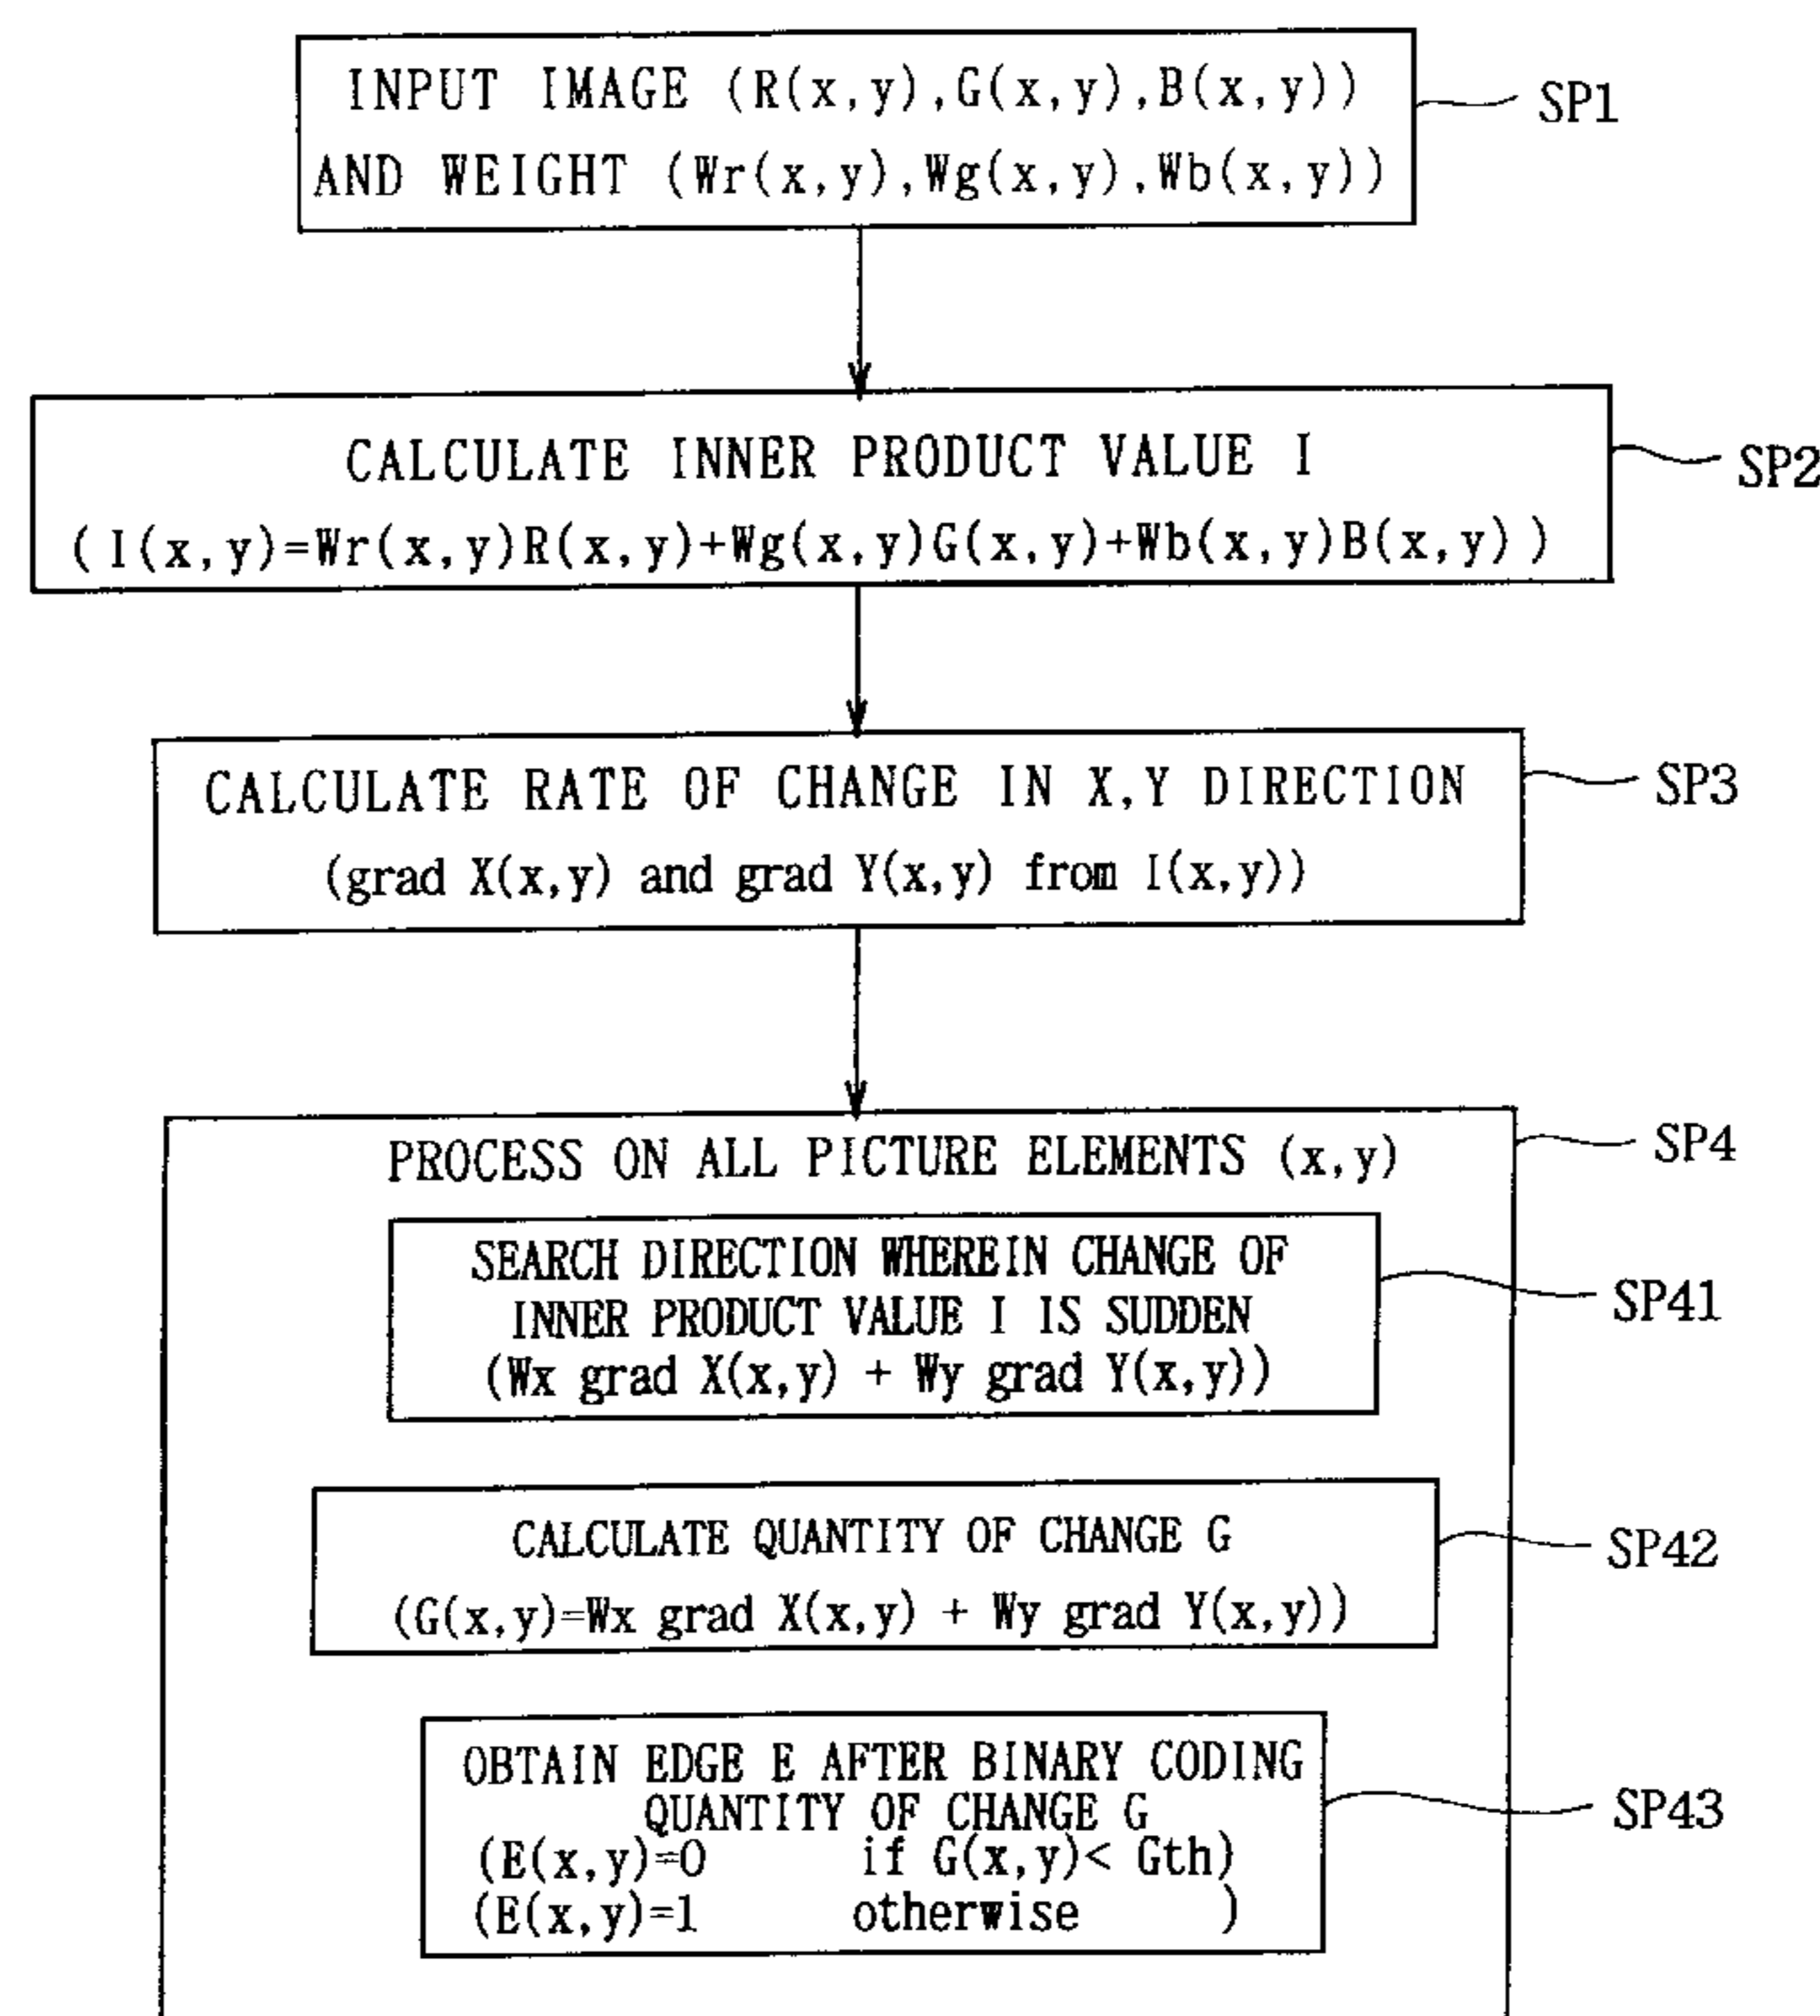 INPUT IMAGE (R(x,y),G(x,y),B(x,y))
AND WEIGHT (Wr(x,y),Wg(x,y),Wb(x,y))
SP1
CALCULATE INNER PRODUCT VALUE I
(I(x,y)=Wr(x,y)R(x,y)+Wg(x,y)G(x,y)+Wb(x,y)B(x,y))
SP2
CALCULATE RATE OF CHANGE IN X,Y DIRECTION
(grad X(x,y) and grad Y(x,y) from I(x,y))
SP3
PROCESS ON ALL PICTURE ELEMENTS (x,y)
SP4
SEARCH DIRECTION WHEREIN CHANGE OF
INNER PRODUCT VALUE I IS SUDDEN
(Wx grad X(x,y) + Wy grad Y(x,y))
SP41
CALCULATE QUANTITY OF CHANGE G
(G(x,y)=Wx grad X(x,y) + Wy grad Y(x,y))
SP42
OBTAIN EDGE E AFTER BINARY CODING
QUANTITY OF CHANGE G
(E(x,y)=0 if G(x,y)< Gth)
(E(x,y)=1 otherwise )
SP43